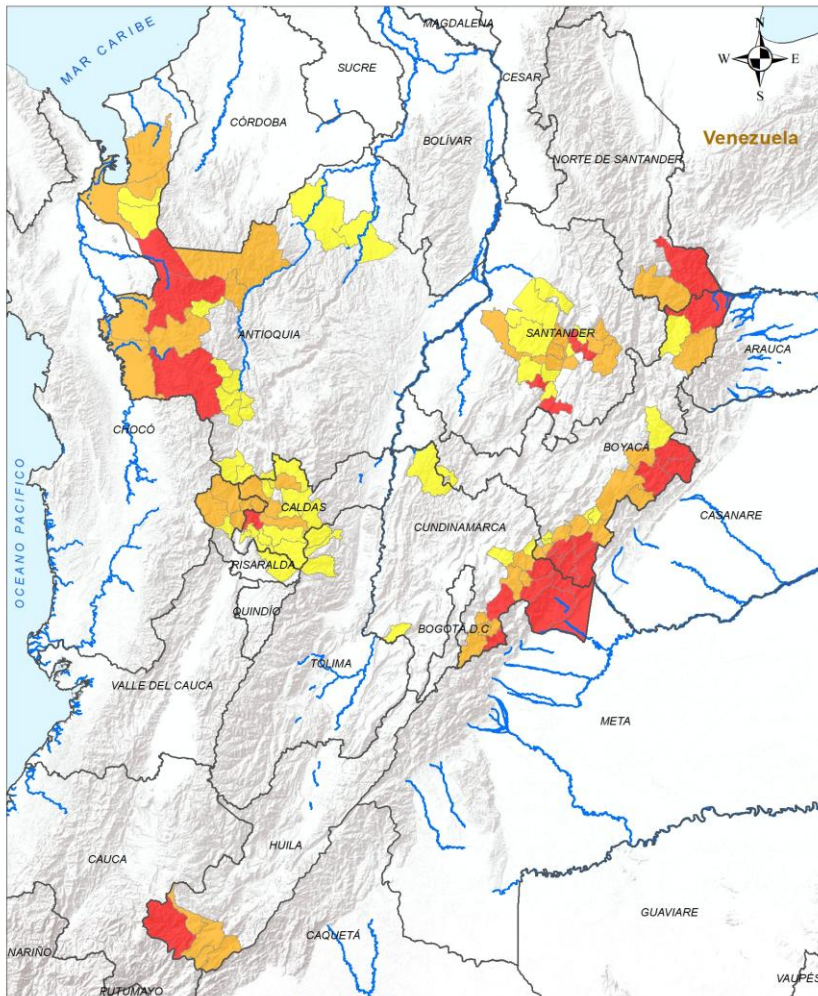 MAGDALENA
N
MAR CARIBE
SUCRE
CESAR
W
E
S
CÓRDOBA
BOLÍVAR
Venezuela
NORTE DE SANTANDER
ANTIOQUIA
SANTANDER
ARAUCA
CHOCÓ
BOYACÁ
CALDAS
CASANARE
CUNDINAMARCA
OCEANO PACIFICO
RISARALDA
QUINDÍO
BOGOTÁ D.C
TOLIMA
VALLE DEL CAUCA
META
HUILA
CAUCA
GUAVIARE
CAQUETÁ
NARIÑO
PUTUMAYO
VAUPÉS